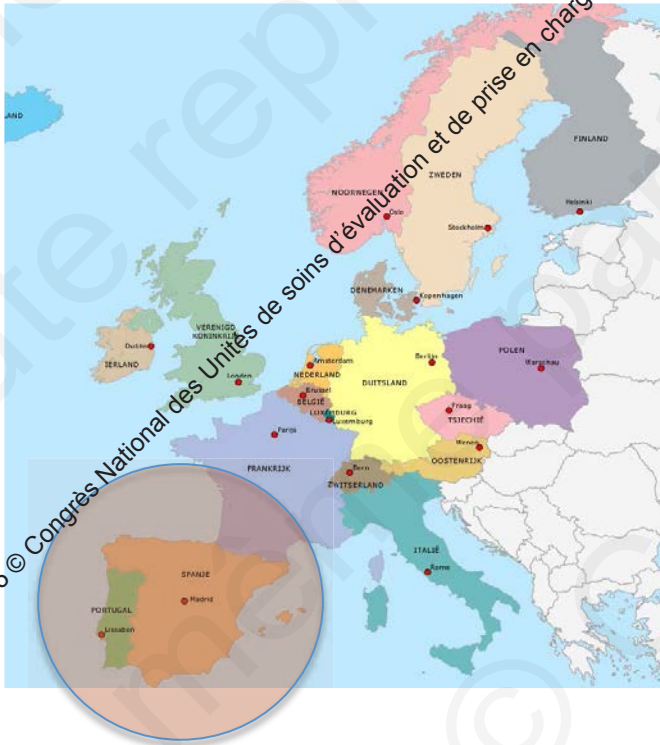 LAND
FINLAND
ZWEDEN
NOORWEGEN
Oslo
Helsinki
Stockholm
DENEMARKEN
Kopenhagen
VERENIGD
KONINKRIJK
Dublin
IERLAND
Londen
Amsterdam
NEDERLAND
Berlijn
DUITSLAND
POLEN
Warschau
Brussel
BELGIË
LUXEMBURG
Luxemburg
Praag
TSJECHIË
Parijs
Wenen
OOSTENRIJK
FRANKRIJK
Bern
ZWITSERLAND
ITALIË
Rome
SPANJE
Madrid
PORTUGAL
Lissabon
© Congrès National des Unités de soins d'évaluation et de prise en charg